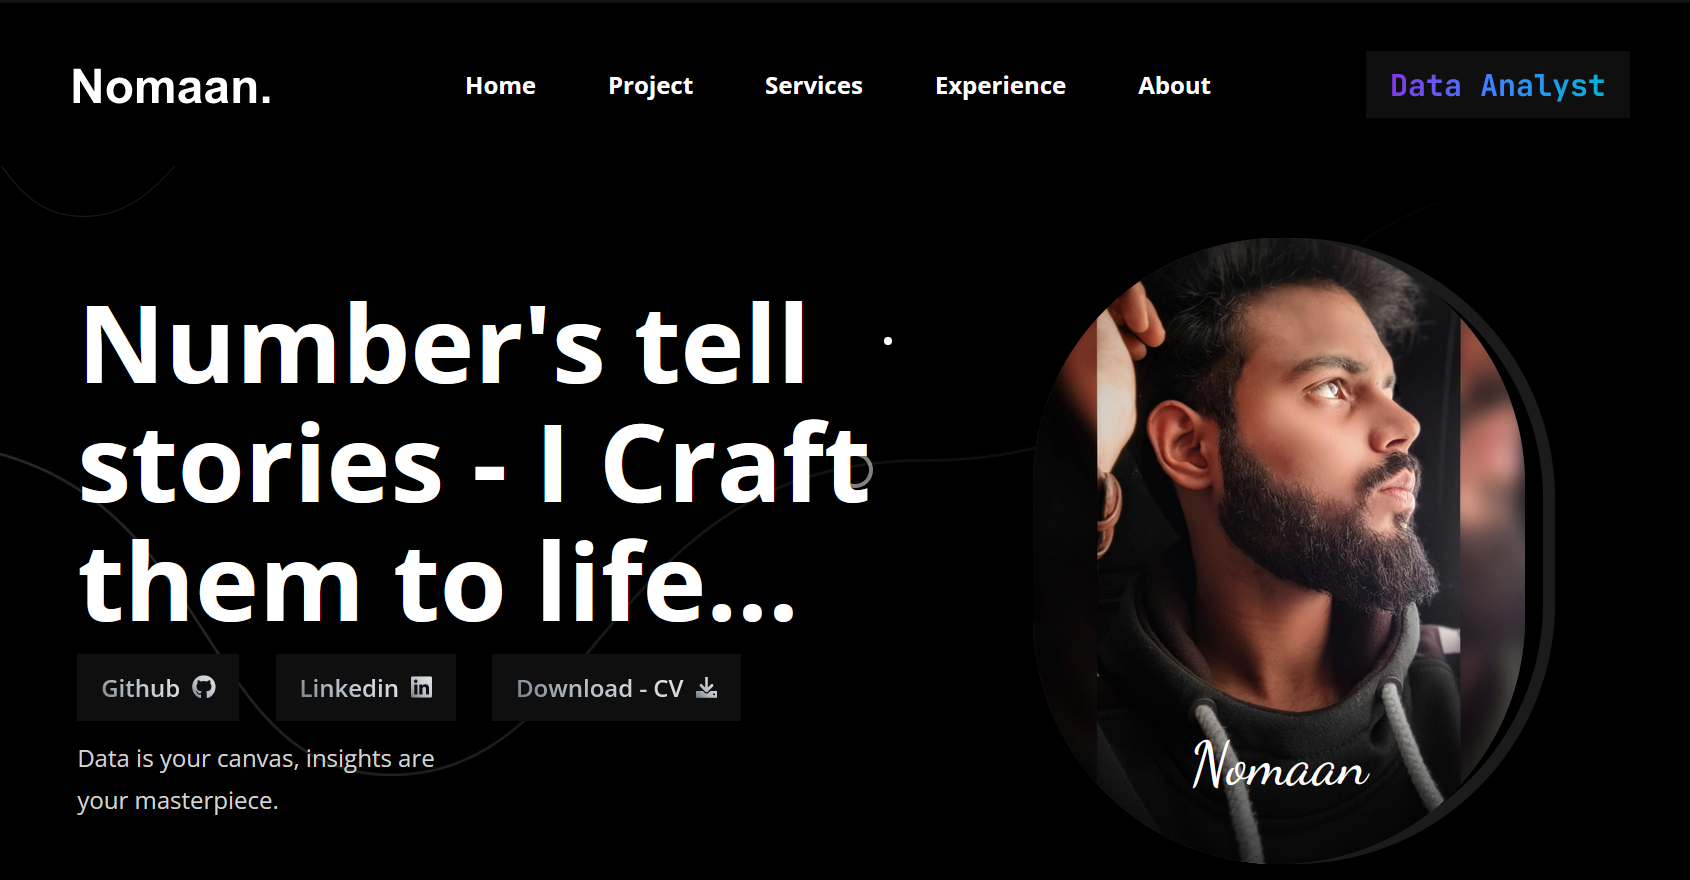 Nomaan.
Home Project Services Experience About
Data Analyst
Number's tell
stories - I Craft
them to life...
Github
Linkedin
Download - CV
Data is your canvas, insights are
your masterpiece.
Nomaan